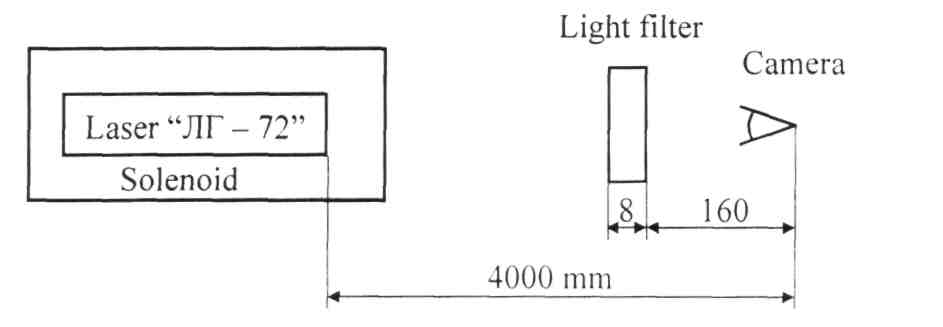 Light filter
Camera
Laser “ЛГ – 72”
Solenoid
8
160
4000 mm